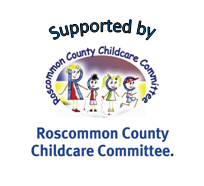 Supported by
Roscommon County Childcare Committee
Roscommon County
Childcare Committee.